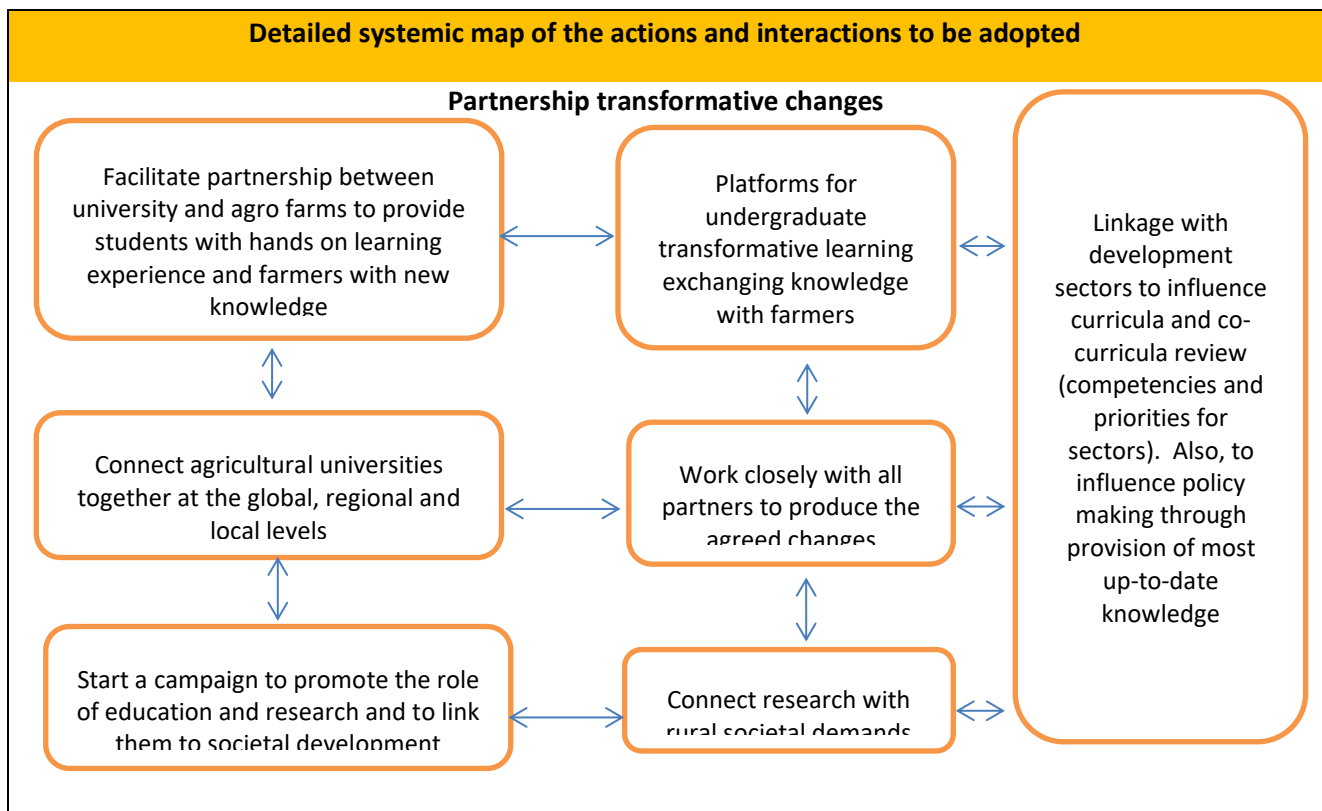 Detailed systemic map of the actions and interactions to be adopted
Partnership transformative changes
Facilitate partnership between
university and agro farms to provide
students with hands on learning
experience and farmers with new
knowledge
Platforms for
undergraduate
transformative learning
exchanging knowledge
with farmers
Linkage with
development
sectors to influence
curricula and co-
curricula review
(competencies and
priorities for
sectors).  Also, to
influence policy
making through
provision of most
up-to-date
knowledge
Connect agricultural universities
together at the global, regional and
local levels
Work closely with all
partners to produce the
agreed changes
Start a campaign to promote the role
of education and research and to link
them to societal development
Connect research with
rural societal demands